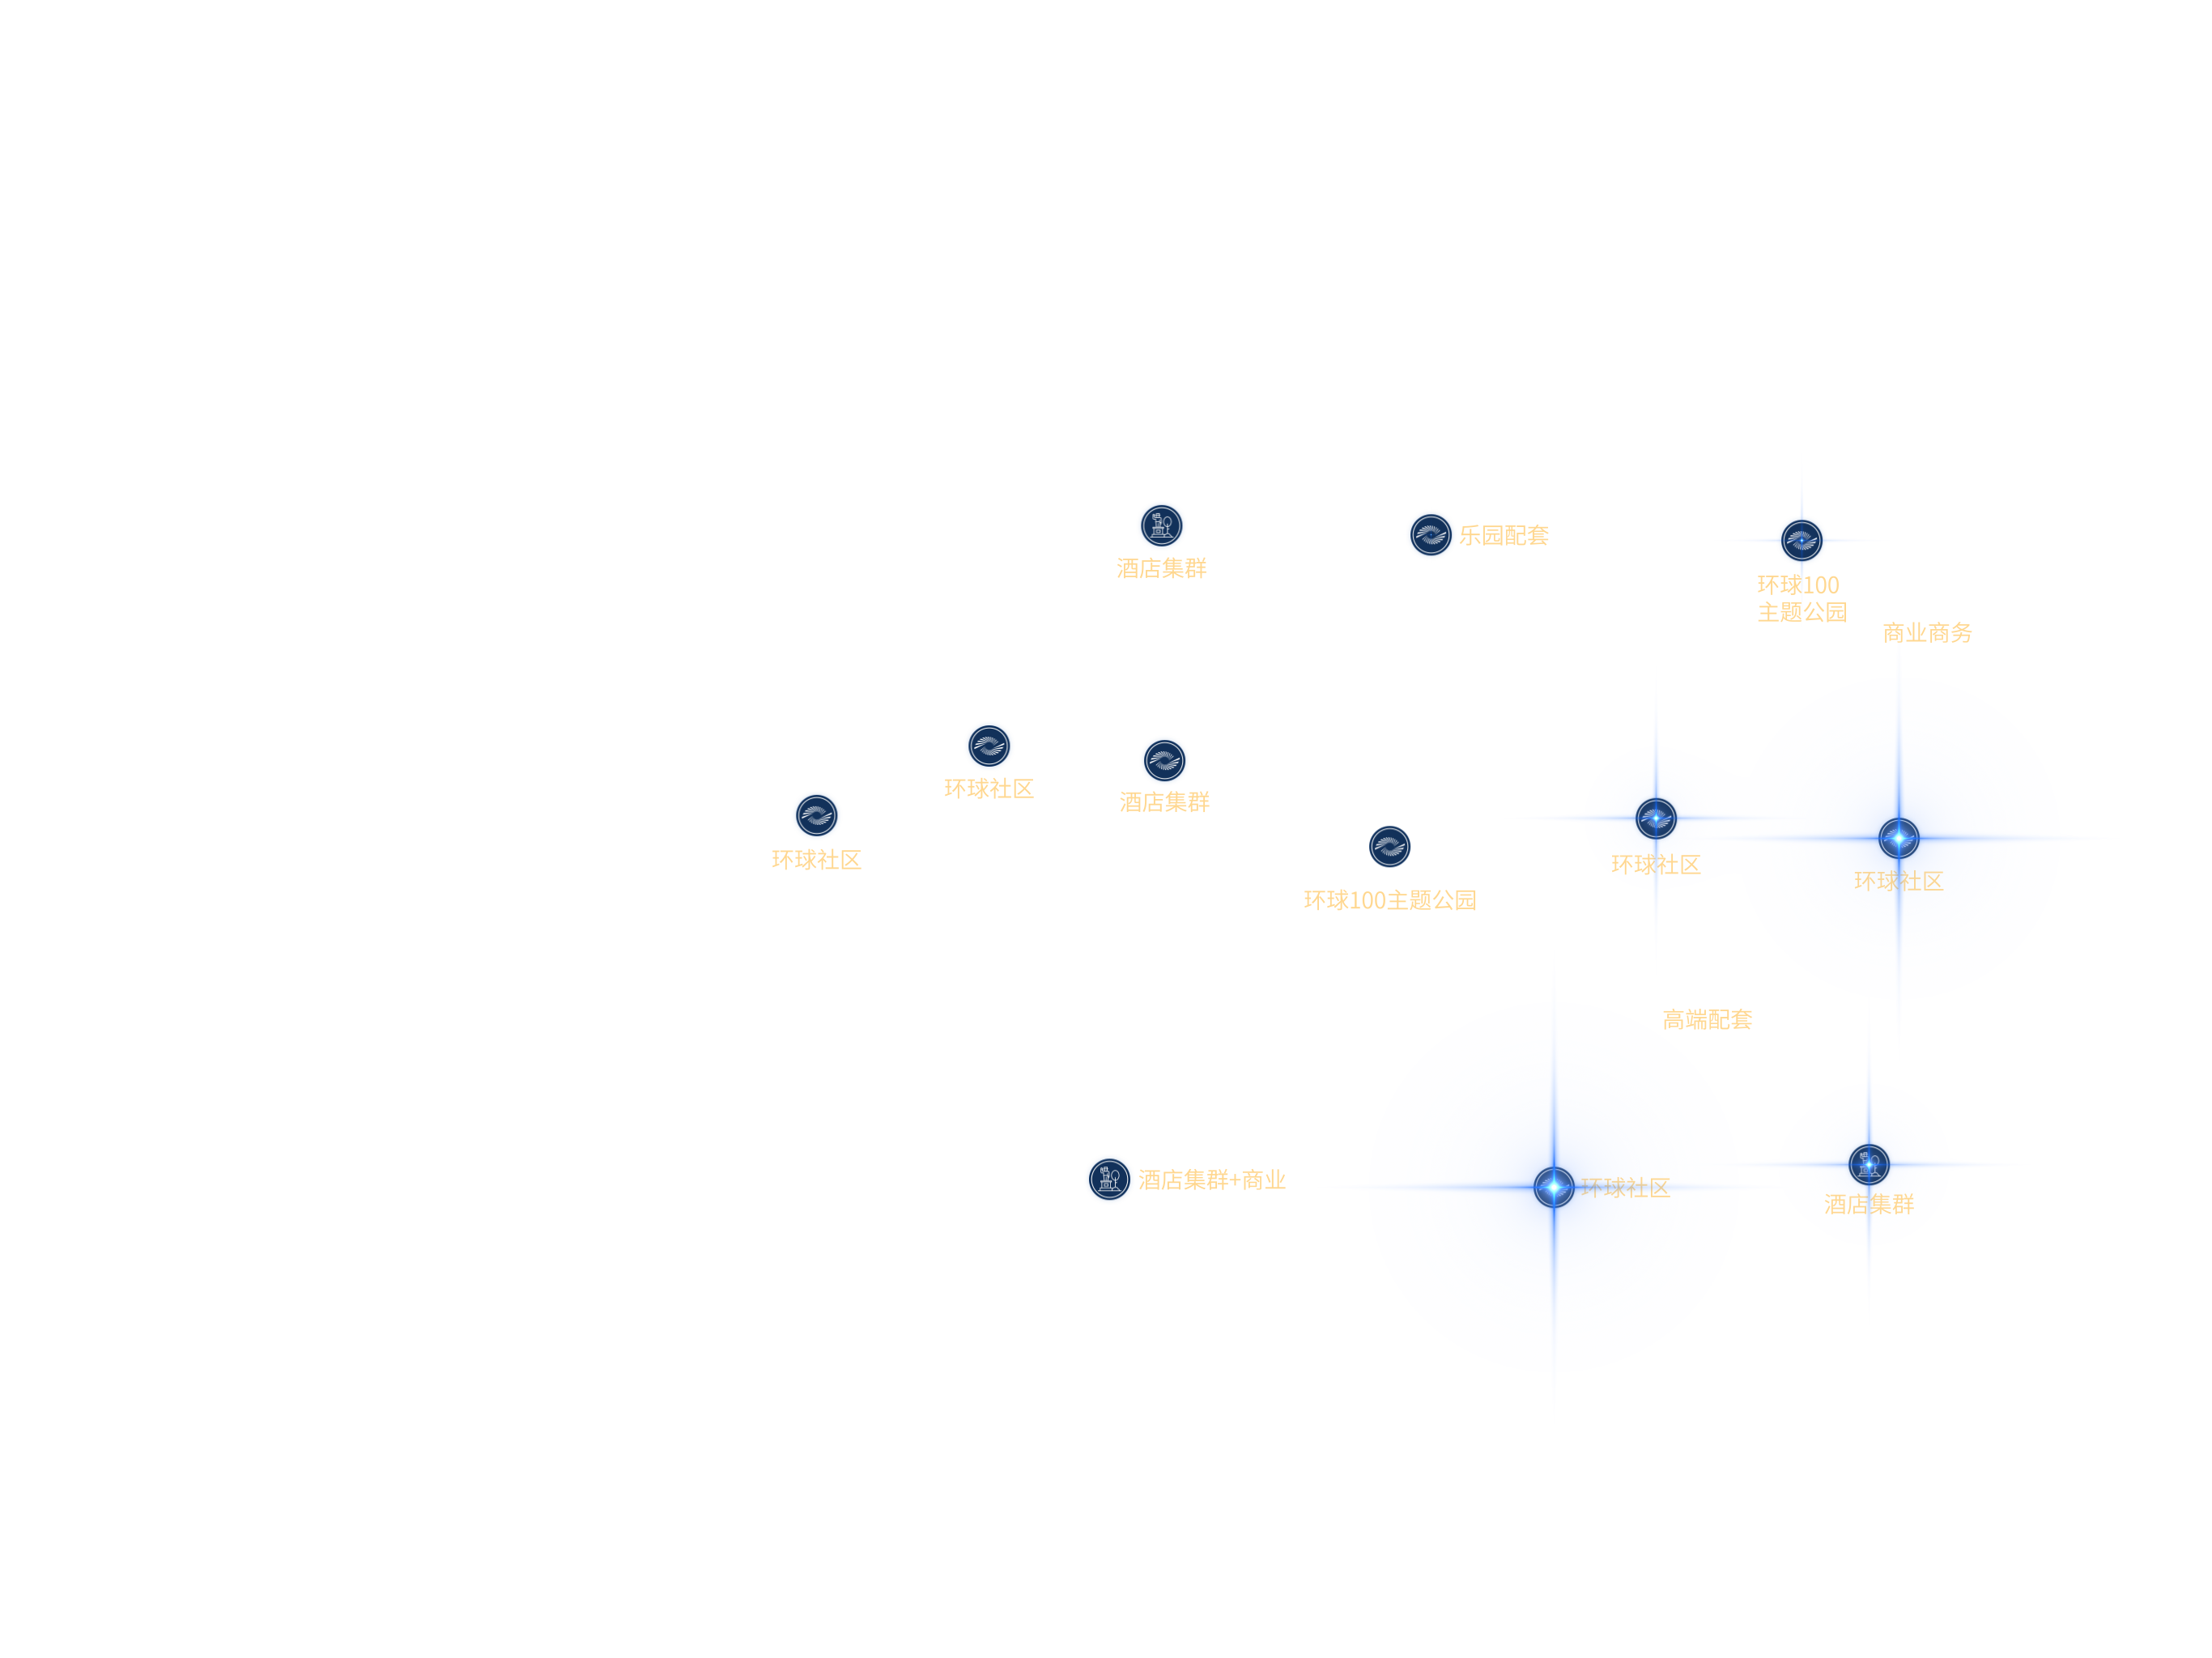 酒店集群
乐园配套
环球100
主题公园
商业商务
环球社区
酒店集群
环球社区
环球100主题公园
环球社区
环球社区
高端配套
酒店集群+商业
环球社区
酒店集群